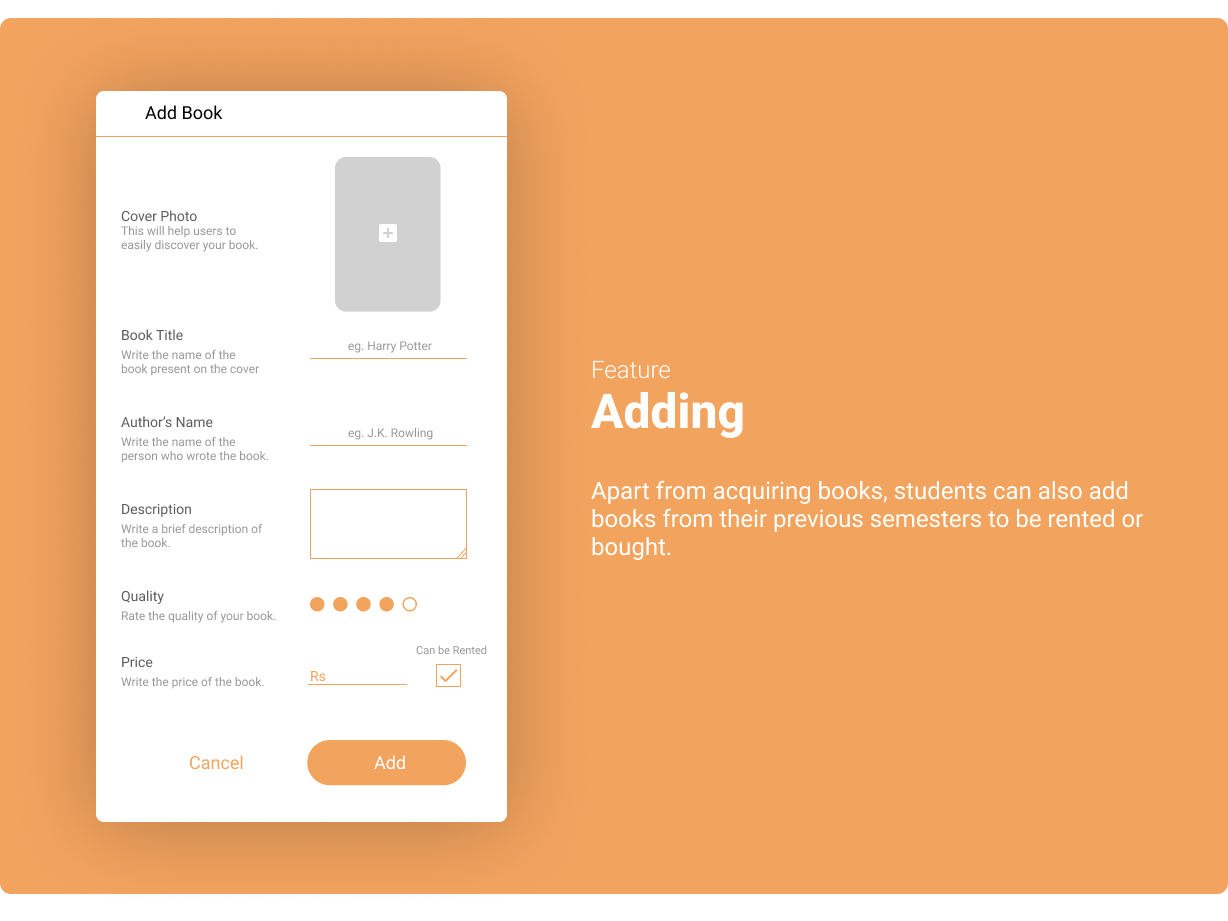 Add Book
Cover Photo
This will help users to
easily discover your book.
Book Title
Write the name of the
book present on the cover
eg. Harry Potter
Author’s Name
Write the name of the
person who wrote the book.
eg. J.K. Rowling
Description
Write a brief description of
the book.
Quality
Rate the quality of your book.
Price
Write the price of the book.
Rs
Can be Rented
Cancel
Add
Feature
Adding
Apart from acquiring books, students can also add
books from their previous semesters to be rented or
bought.